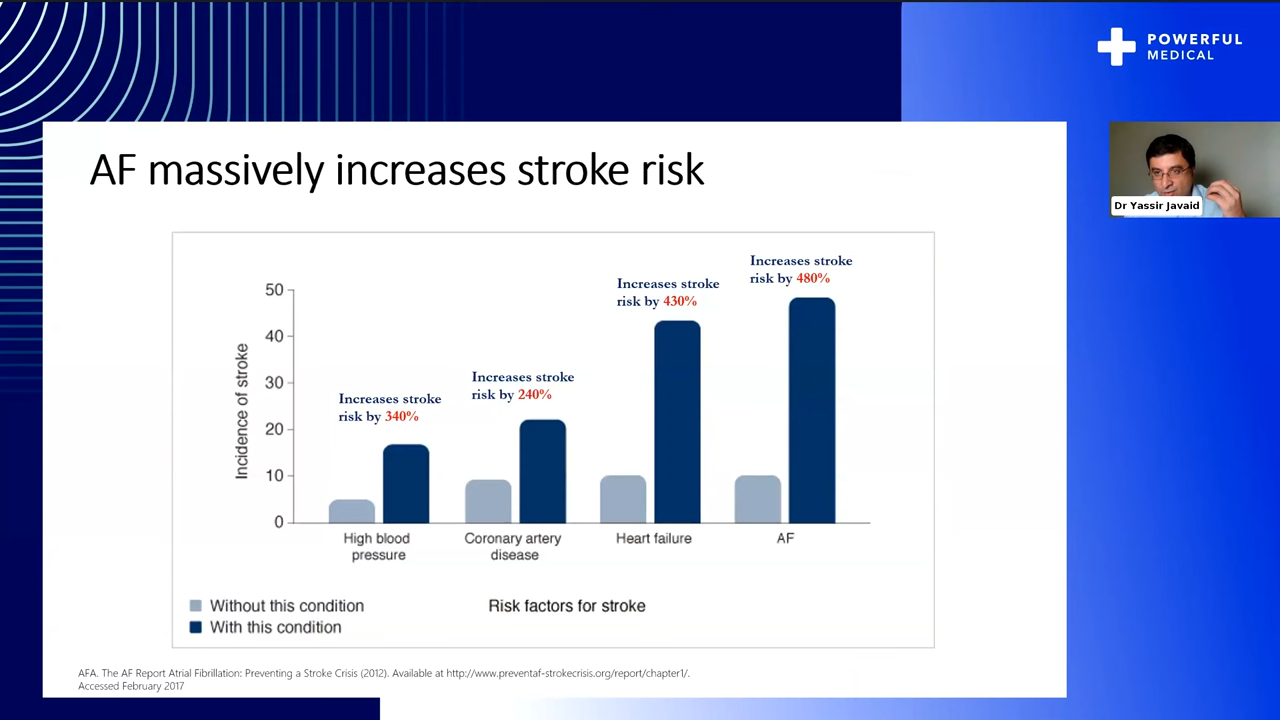 POWERFUL
MEDICAL
AF massively increases stroke risk
Dr Yassir Javaid
Increases stroke
risk by 480%
Increases stroke
risk by 430%
Increases stroke
risk by 240%
Increases stroke
risk by 340%
Incidence of stroke
50
40
30
20
10
0
High blood
pressure
Coronary artery
disease
Heart failure
AF
Without this condition
With this condition
Risk factors for stroke
AFA. The AF Report Atrial Fibrillation: Preventing a Stroke Crisis (2012). Available at http://www.preventaf-strokecrisis.org/report/chapter1/.
Accessed February 2017